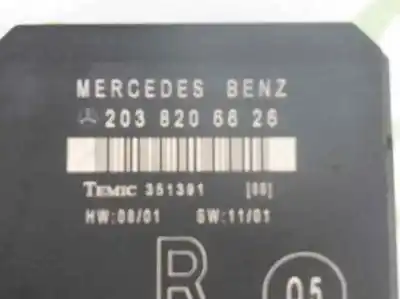 MERCEDES BENZ
203 820 66 26
TEMIC 351391 [00]
HW:08/01 SW:11/01
R 05